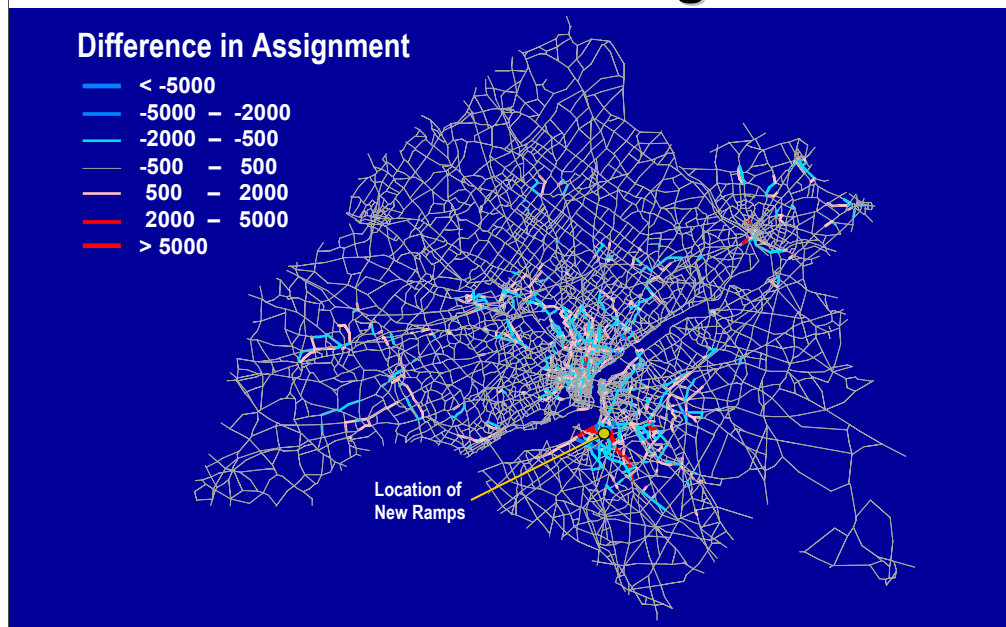 Difference in Assignment
< -5000
-5000 – -2000
-2000 – -500
-500 – 500
500 – 2000
2000 – 5000
> 5000
Location of
New Ramps